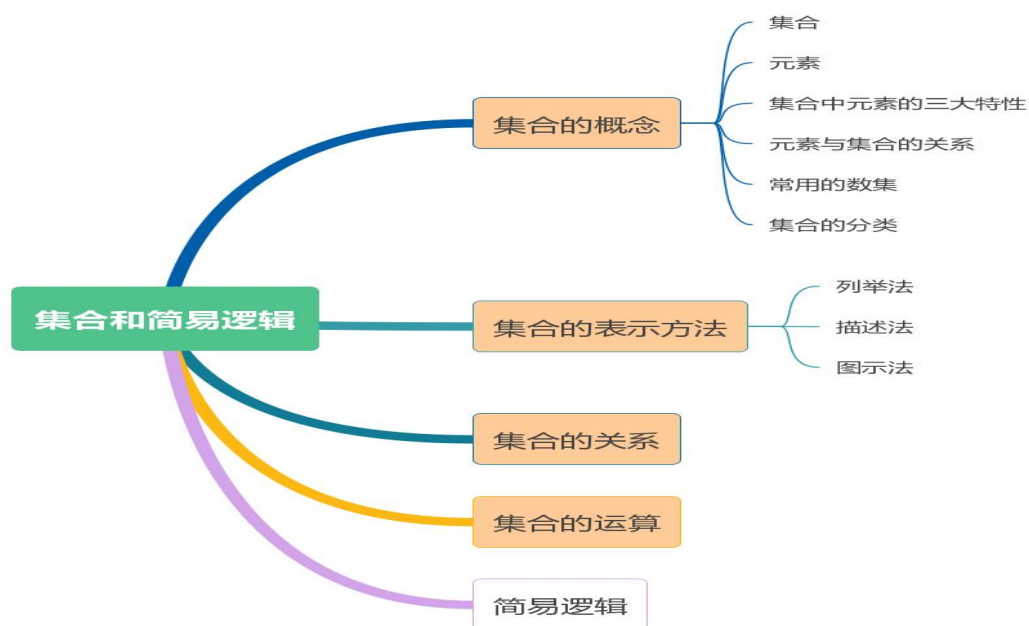 集合和简易逻辑
集合的概念
集合
元素
集合中元素的三大特性
元素与集合的关系
常用的数集
集合的分类
集合的表示方法
列举法
描述法
图示法
集合的关系
集合的运算
简易逻辑